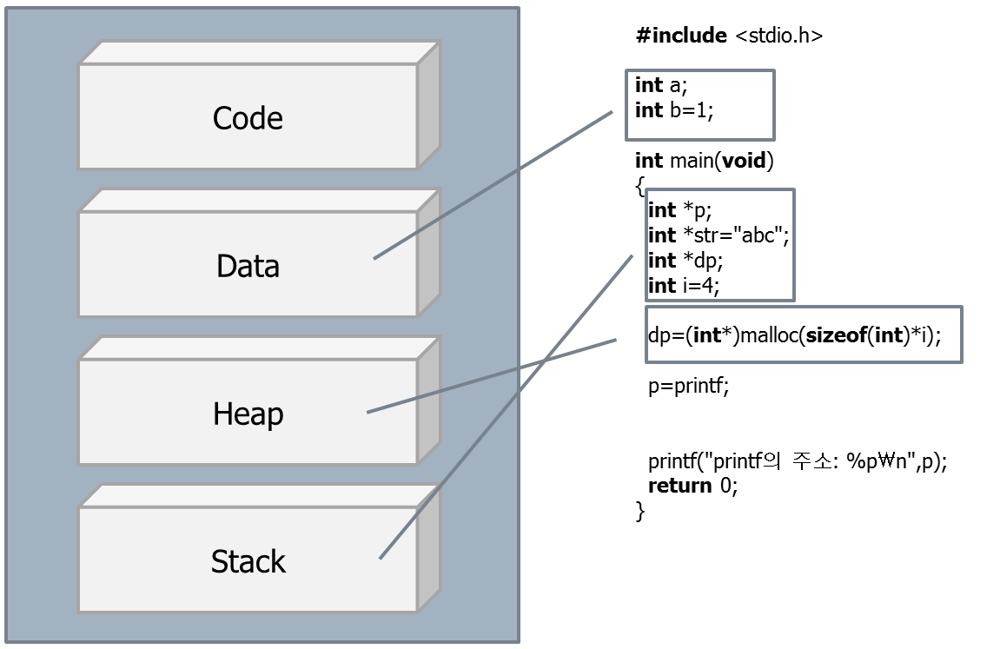 Code
Data
Heap
Stack
#include <stdio.h>
int a;
int b=1;
int main(void)
{
int *p;
int *str="abc";
int *dp;
int i=4;
dp=(int*)malloc(sizeof(int)*i);
p=printf;
printf("printf의 주소: %p₩n",p);
return 0;
}